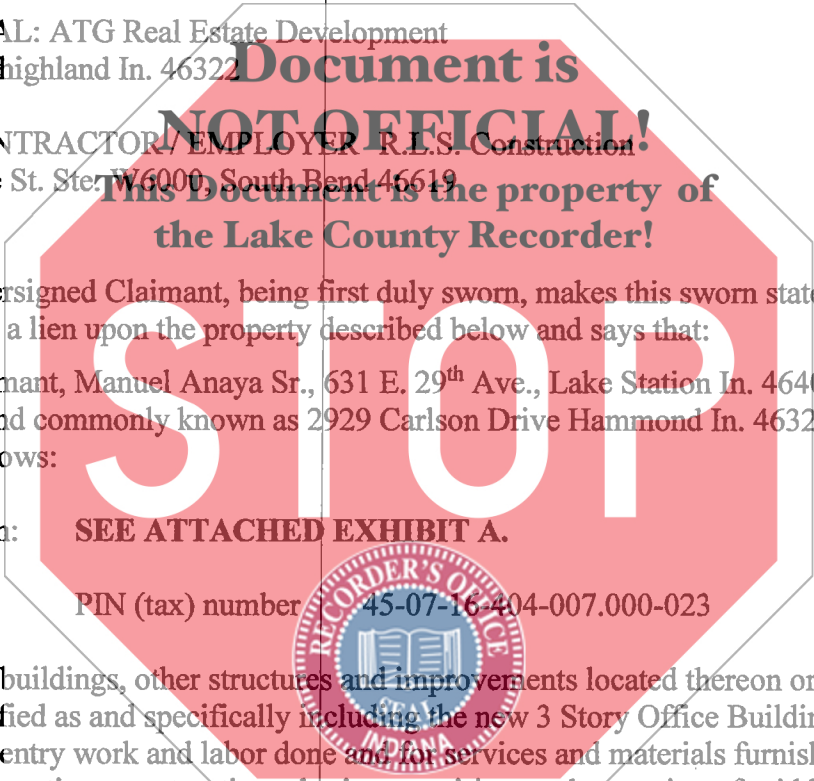 AL: ATG Real Estate Development
highland In. 46322
Document is
NOT OFFICIAL!
NTRACTOR / EMPLOYER R.L.S. Construction
St. Ste. W6000, South Bend 46619
This Document is the property of
the Lake County Recorder!
rsigned Claimant, being first duly sworn, makes this sworn state
a lien upon the property described below and says that:
nant, Manuel Anaya Sr., 631 E. 29th Ave., Lake Station In. 4640
nd commonly known as 2929 Carlson Drive Hammond In. 4632
ows:
STOP
n: SEE ATTACHED EXHIBIT A.
PIN (tax) number 45-07-16-404-007.000-023
RECORDER'S OFFICE
SEAL
INDIANA
buildings, other structures and improvements located thereon or
fied as and specifically including the new 3 Story Office Buildin
entry work and labor done and for services and materials furnish